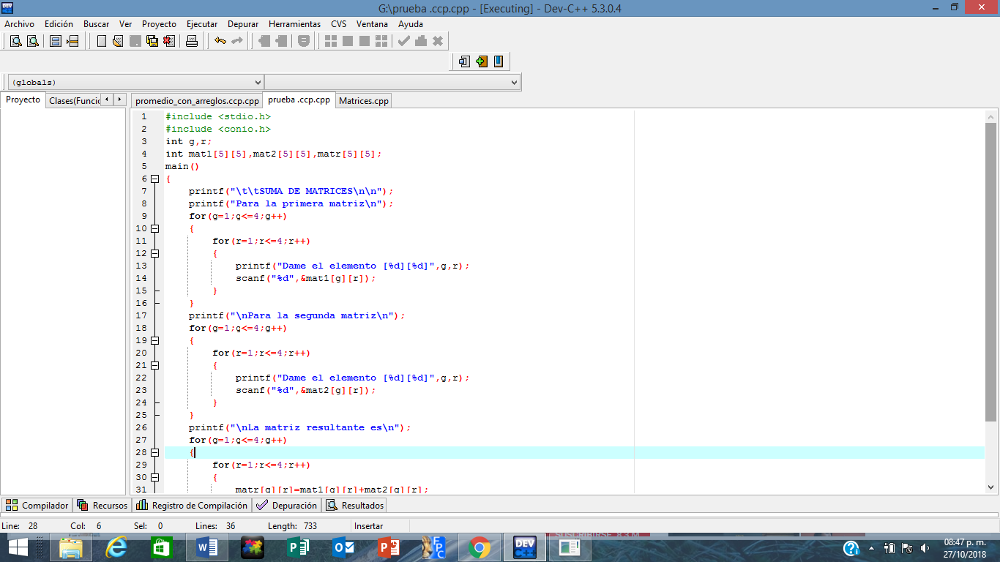 G:\prueba .ccp.cpp - [Executing] - Dev-C++ 5.3.0.4
Archivo Edición Buscar Ver Proyecto Ejecutar Depurar Herramientas CVS Ventana Ayuda
(globals)
Proyecto Clases(Funcio promedio_con_arreglos.ccp.cpp prueba .ccp.cpp Matrices.cpp
1 #include <stdio.h>
2 #include <conio.h>
3 int g,r;
4 int mat1[5][5],mat2[5][5],matr[5][5];
5 main()
6 {
7 printf("\t\tSUMA DE MATRICES\n\n");
8 printf("Para la primera matriz\n");
9 for(g=1;g<=4;g++)
10 {
11 for(r=1;r<=4;r++)
12 {
13 printf("Dame el elemento [%d][%d]",g,r);
14 scanf("%d",&mat1[g][r]);
15 }
16 }
17 printf("\nPara la segunda matriz\n");
18 for(g=1;g<=4;g++)
19 {
20 for(r=1;r<=4;r++)
21 {
22 printf("Dame el elemento [%d][%d]",g,r);
23 scanf("%d",&mat2[g][r]);
24 }
25 }
26 printf("\nLa matriz resultante es\n");
27 for(g=1;g<=4;g++)
28 {
29 for(r=1;r<=4;r++)
30 {
31 matr[g][r]=mat1[g][r]+mat2[g][r];
Compilador Recursos Registro de Compilación Depuración Resultados
Line: 28 Col: 6 Sel: 0 Lines: 36 Length: 733 Insertar
DEV C++
08:47 p. m.
27/10/2018